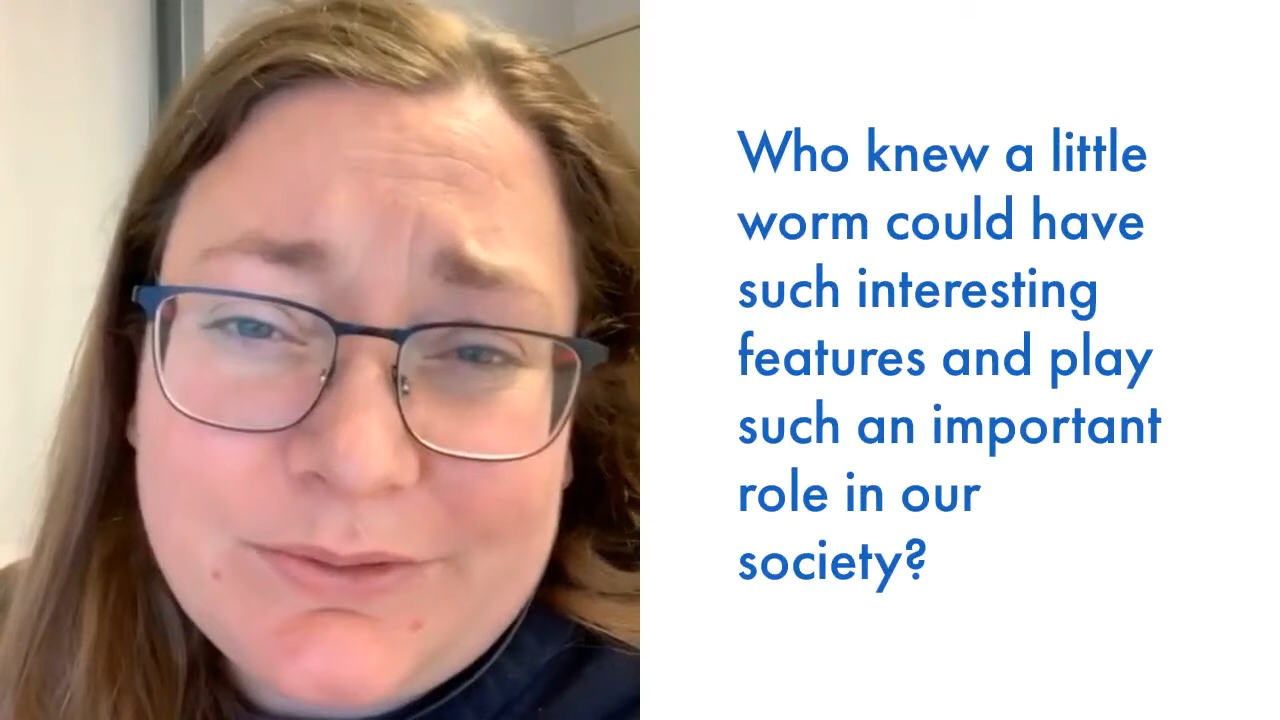 Who knew a little
worm could have
such interesting
features and play
such an important
role in our
society?